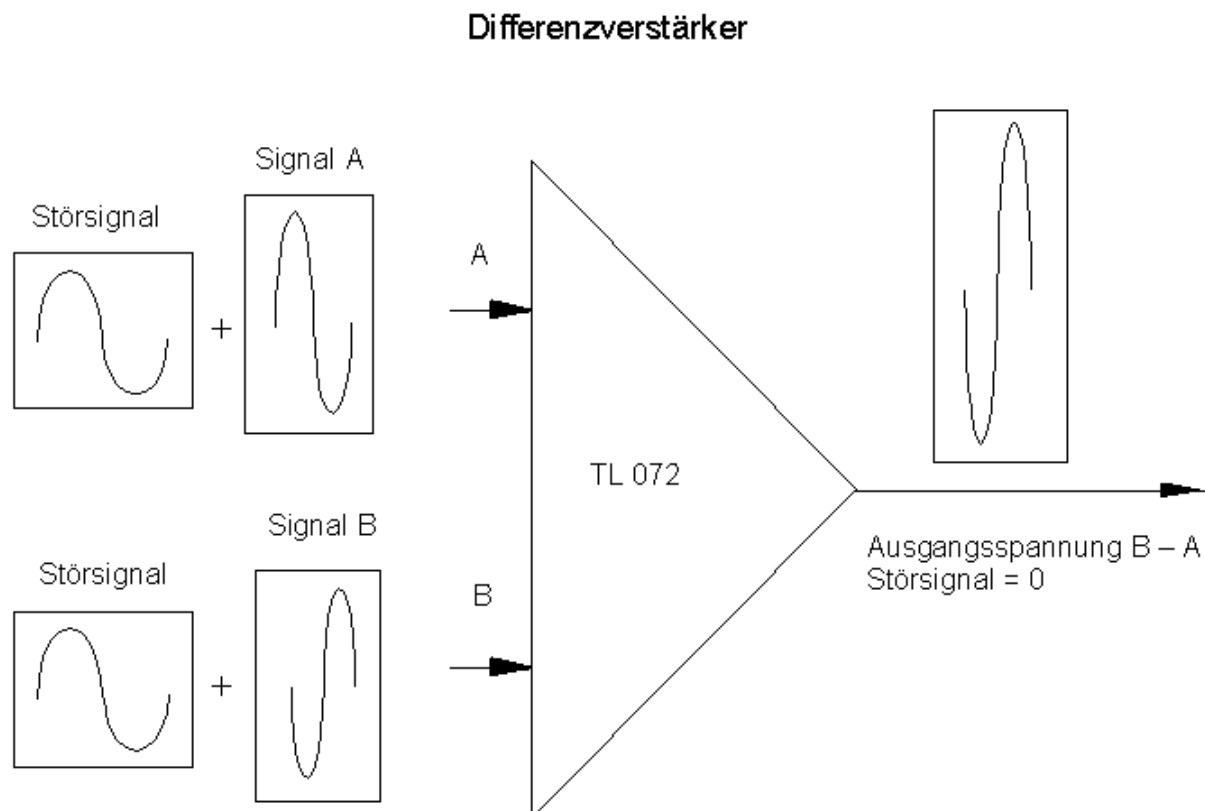 Differenzverstärker
Signal A
Störsignal
+
A
TL 072
Signal B
Störsignal
+
B
Ausgangsspannung B – A
Störsignal = 0